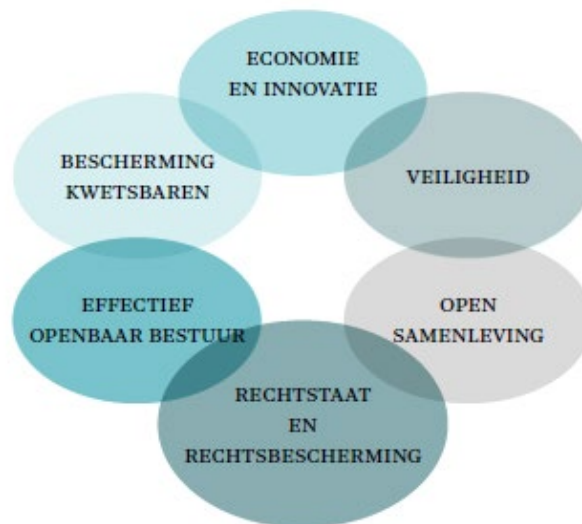 ECONOMIE
EN INNOVATIE
BESCHERMING
KWETSBAREN
VEILIGHEID
EFFECTIEF
OPENBAAR BESTUUR
OPEN
SAMENLEVING
RECHTSTAAT
EN
RECHTSBESCHERMING